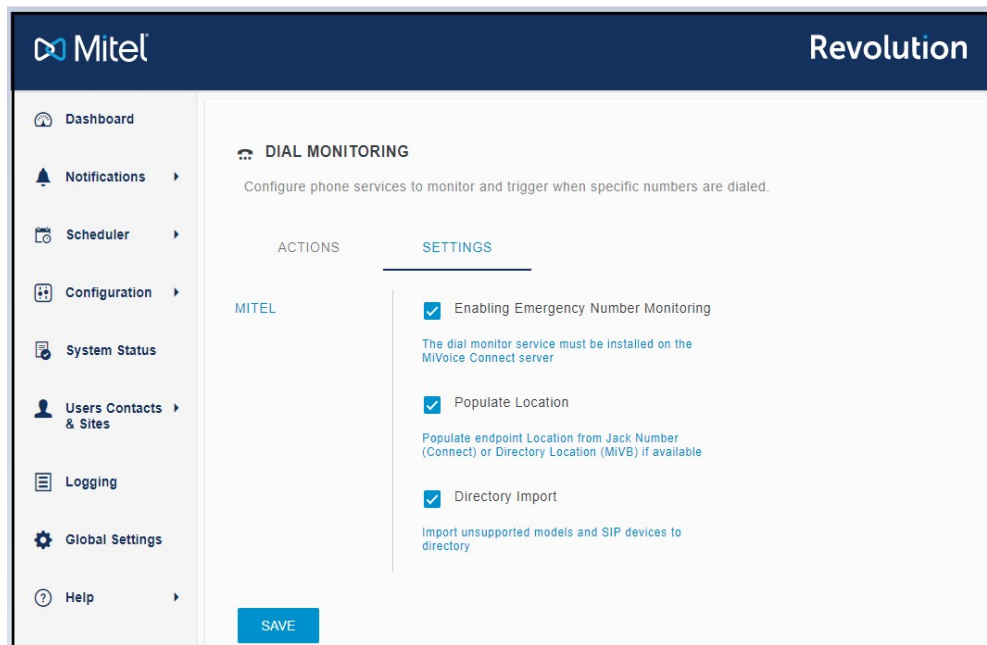 Mitel
Revolution
Dashboard
Notifications
Scheduler
Configuration
System Status
Users Contacts
& Sites
Logging
Global Settings
Help
DIAL MONITORING
Configure phone services to monitor and trigger when specific numbers are dialed.
ACTIONS
SETTINGS
MITEL
Enabling Emergency Number Monitoring
The dial monitor service must be installed on the
MiVoice Connect server
Populate Location
Populate endpoint Location from Jack Number
(Connect) or Directory Location (MiVB) if available
Directory Import
Import unsupported models and SIP devices to
directory
SAVE